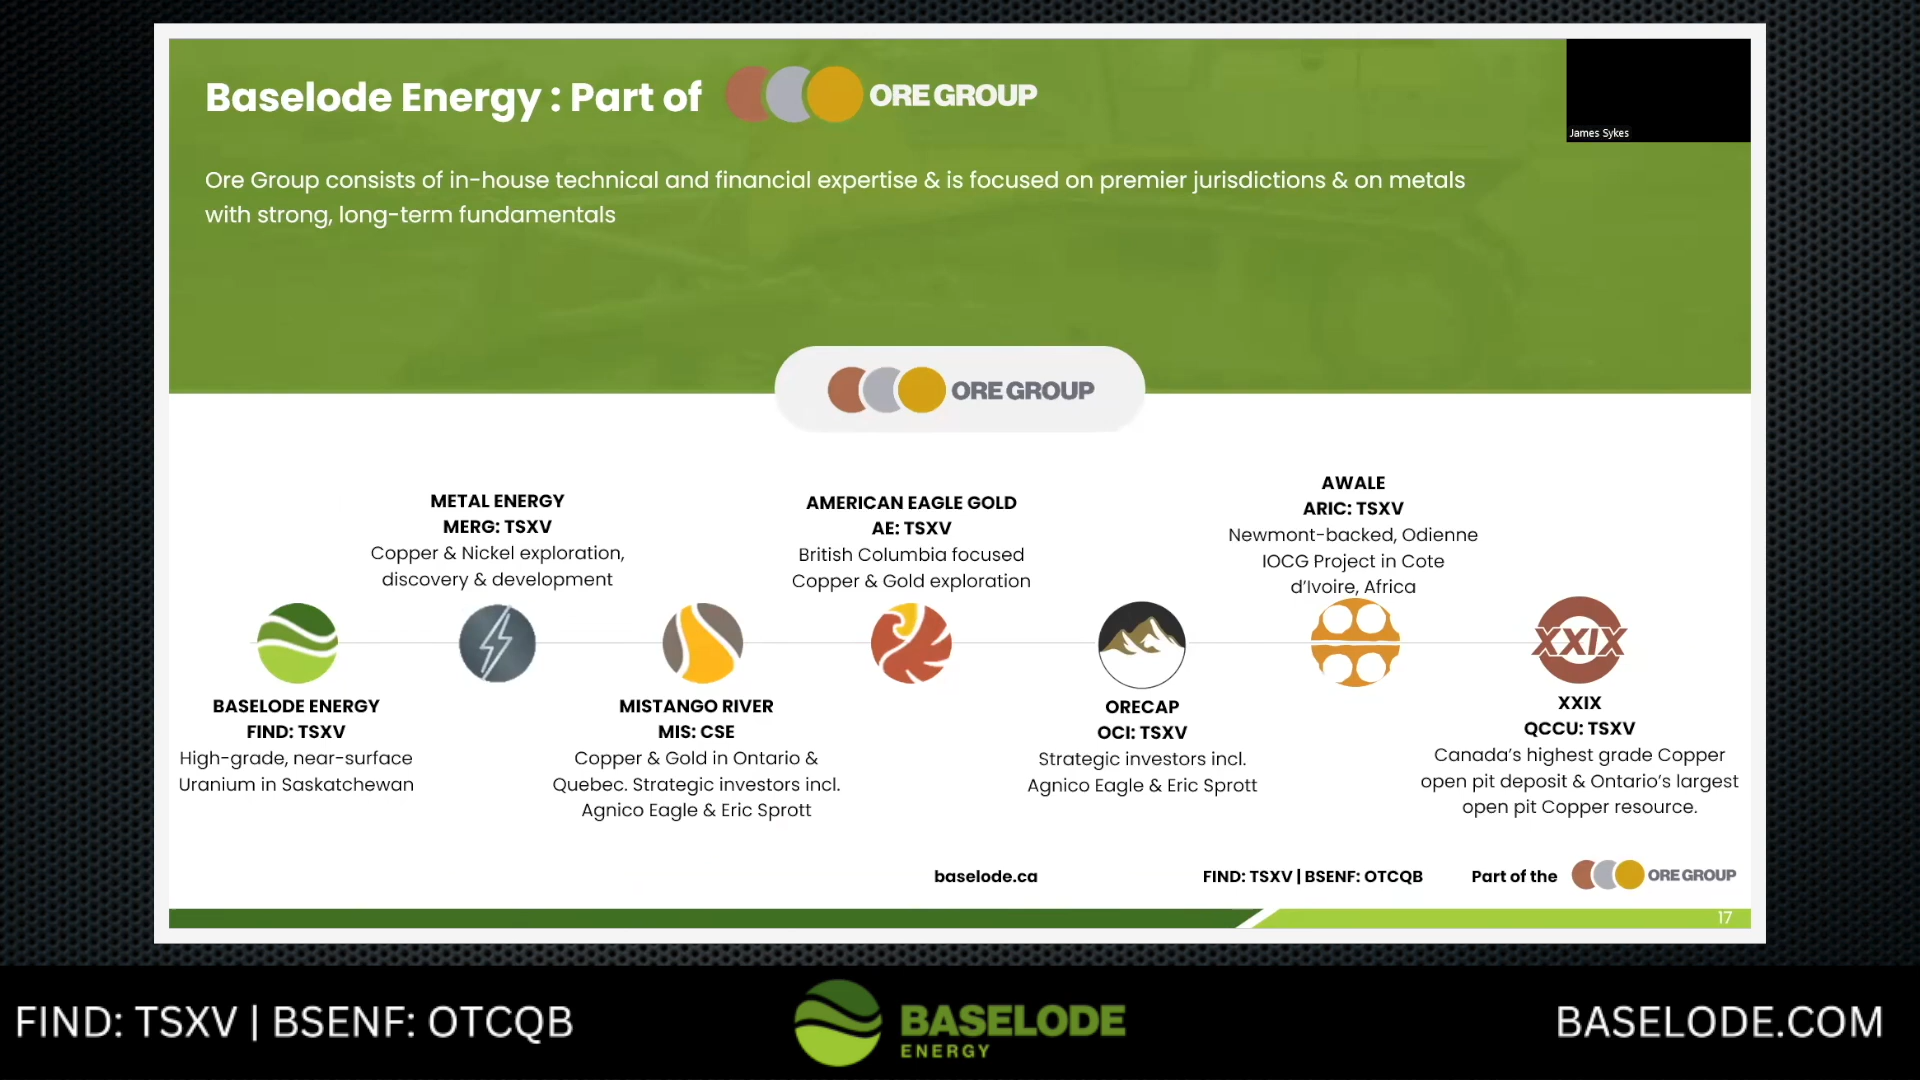 Baselode Energy : Part of ORE GROUP
James Sykes
Ore Group consists of in-house technical and financial expertise & is focused on premier jurisdictions & on metals
with strong, long-term fundamentals
ORE GROUP
METAL ENERGY
MERG: TSXV
Copper & Nickel exploration,
discovery & development
AMERICAN EAGLE GOLD
AE: TSXV
British Columbia focused
Copper & Gold exploration
AWALE
ARIC: TSXV
Newmont-backed, Odienne
IOCG Project in Cote
d'Ivoire, Africa
XXIX
BASELODE ENERGY
FIND: TSXV
High-grade, near-surface
Uranium in Saskatchewan
MISTANGO RIVER
MIS: CSE
Copper & Gold in Ontario &
Quebec. Strategic investors incl.
Agnico Eagle & Eric Sprott
ORECAP
OCI: TSXV
Strategic investors incl.
Agnico Eagle & Eric Sprott
XXIX
QCCU: TSXV
Canada's highest grade Copper
open pit deposit & Ontario's largest
open pit Copper resource.
baselode.ca
FIND: TSXV | BSENF: OTCQB
Part of the ORE GROUP
17
FIND: TSXV | BSENF: OTCQB
BASELODE
ENERGY
BASELODE.COM